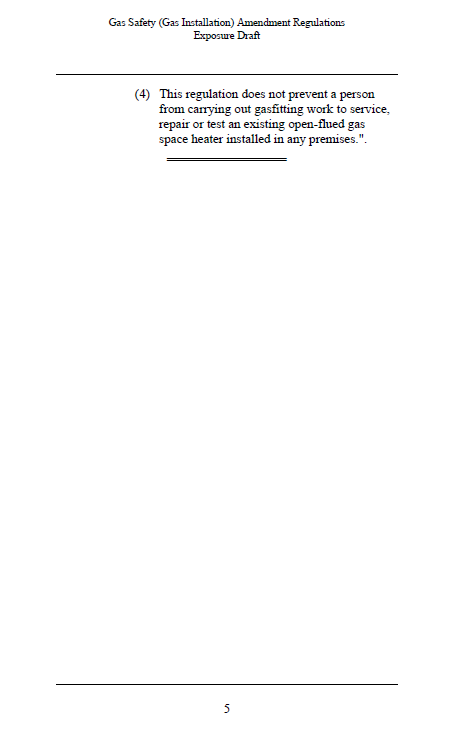 Gas Safety (Gas Installation) Amendment Regulations
Exposure Draft
(4) This regulation does not prevent a person
from carrying out gasfitting work to service,
repair or test an existing open-flued gas
space heater installed in any premises.".
5